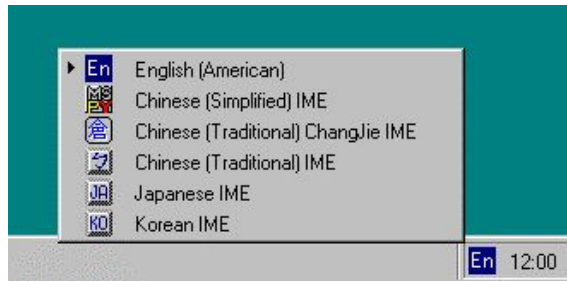 En English (American)
Chinese (Simplified) IME
倉 Chinese (Traditional) ChangJie IME
ㄅ Chinese (Traditional) IME
JA Japanese IME
KO Korean IME
En 12:00